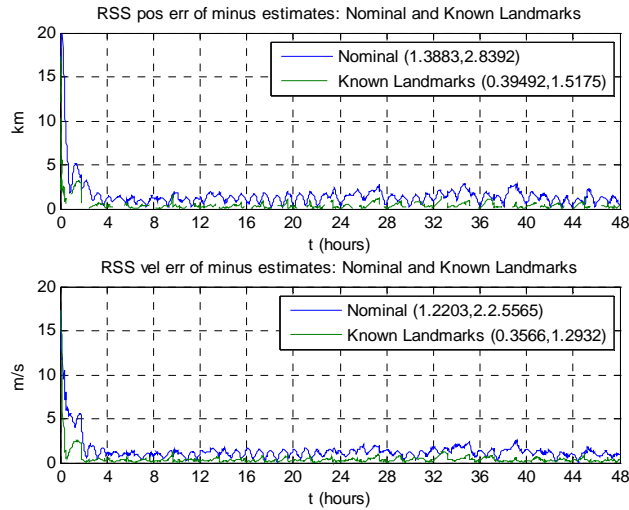 RSS pos err of minus estimates: Nominal and Known Landmarks
20
15
10
5
0
km
Nominal (1.3883,2.8392)
Known Landmarks (0.39492,1.5175)
0 4 8 12 16 20 24 28 32 36 40 44 48
t (hours)
RSS vel err of minus estimates: Nominal and Known Landmarks
20
15
10
5
0
m/s
Nominal (1.2203,2.2.5565)
Known Landmarks (0.3566,1.2932)
0 4 8 12 16 20 24 28 32 36 40 44 48
t (hours)